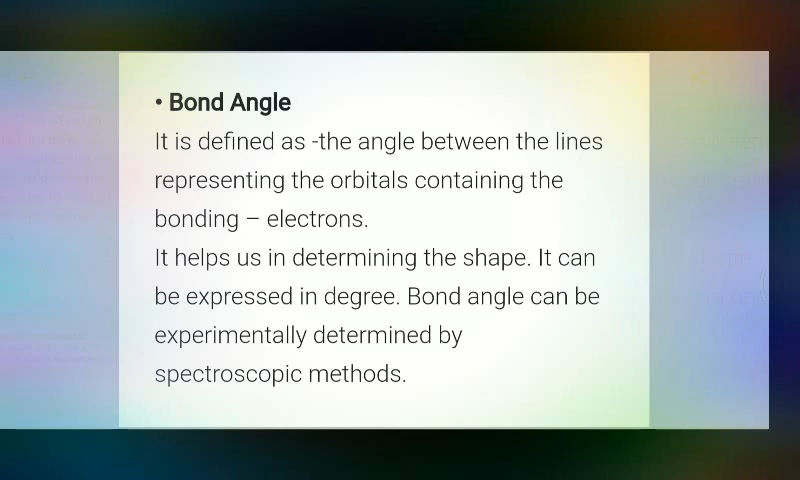 • Bond Angle
It is defined as -the angle between the lines
representing the orbitals containing the
bonding – electrons.
It helps us in determining the shape. It can
be expressed in degree. Bond angle can be
experimentally determined by
spectroscopic methods.